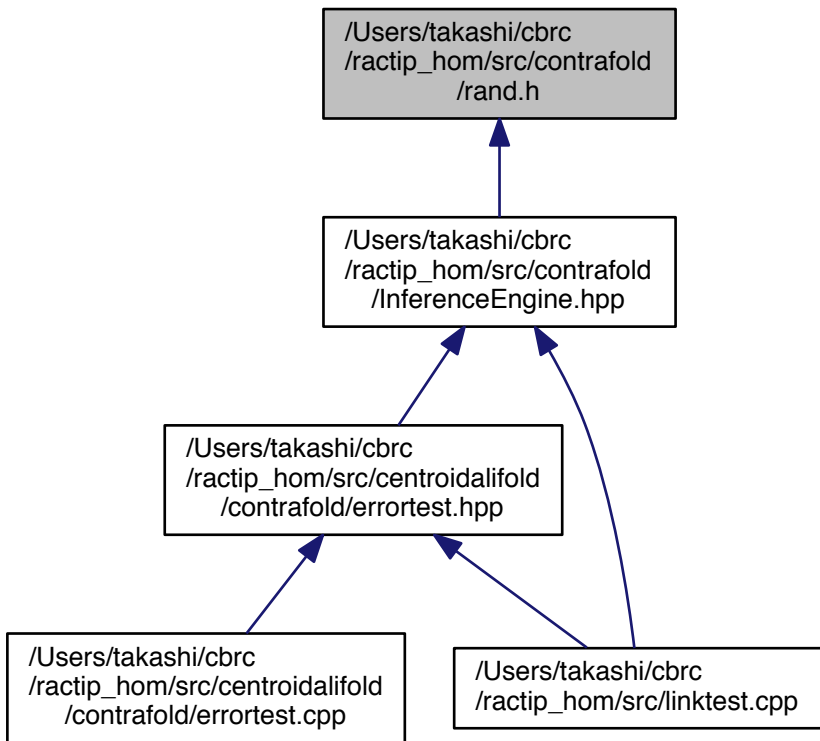 /Users/takashi/cbrc
/ractip_hom/src/contrafold
/rand.h
/Users/takashi/cbrc
/ractip_hom/src/contrafold
/InferenceEngine.hpp
/Users/takashi/cbrc
/ractip_hom/src/centroidalifold
/contrafold/errortest.hpp
/Users/takashi/cbrc
/ractip_hom/src/centroidalifold
/contrafold/errortest.cpp
/Users/takashi/cbrc
/ractip_hom/src/linktest.cpp